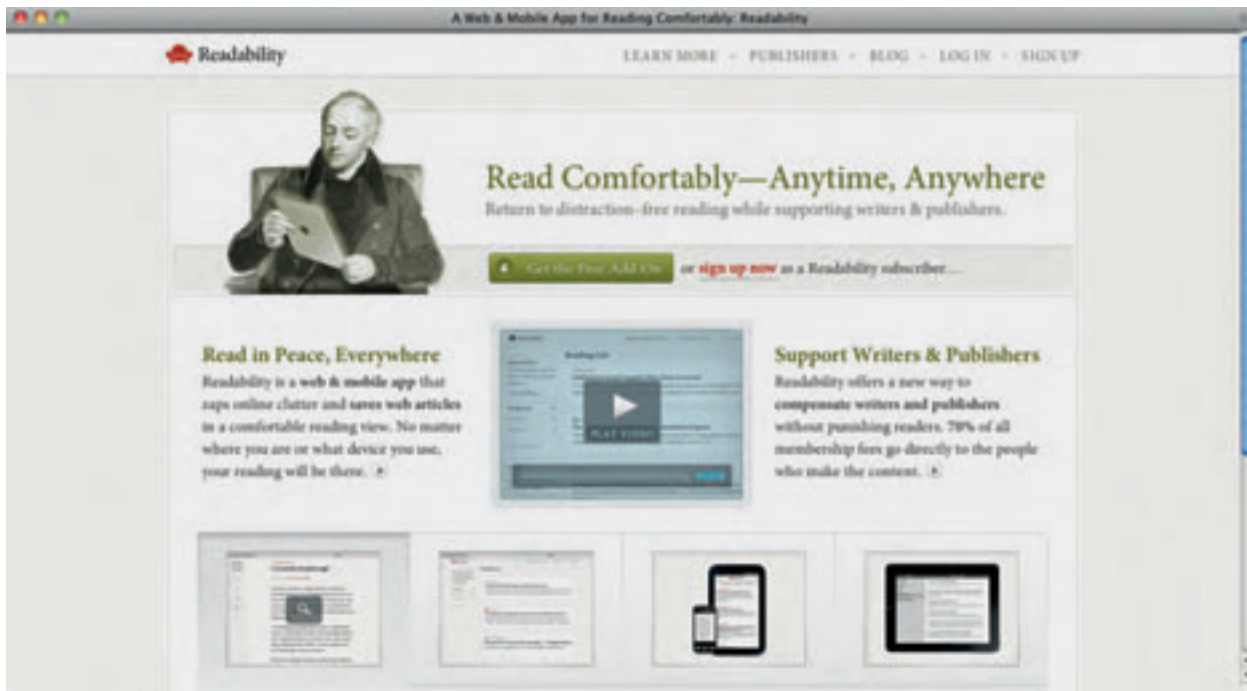 A Web & Mobile App for Reading Comfortably: Readability
Readability
LEARN MORE - PUBLISHERS - BLOG - LOG IN - SIGN UP
Read Comfortably—Anytime, Anywhere
Return to distraction-free reading while supporting writers & publishers.
Get the Free Add-On or sign up now as a Readability subscriber...
Read in Peace, Everywhere
Readability is a web & mobile app that
zaps online clutter and saves web articles
in a comfortable reading view. No matter
where you are or what device you use,
your reading will be there.
Reading List
PLAY VIDEO
Support Writers & Publishers
Readability offers a new way to
compensate writers and publishers
without punishing readers. 70% of all
membership fees go directly to the people
who make the content.